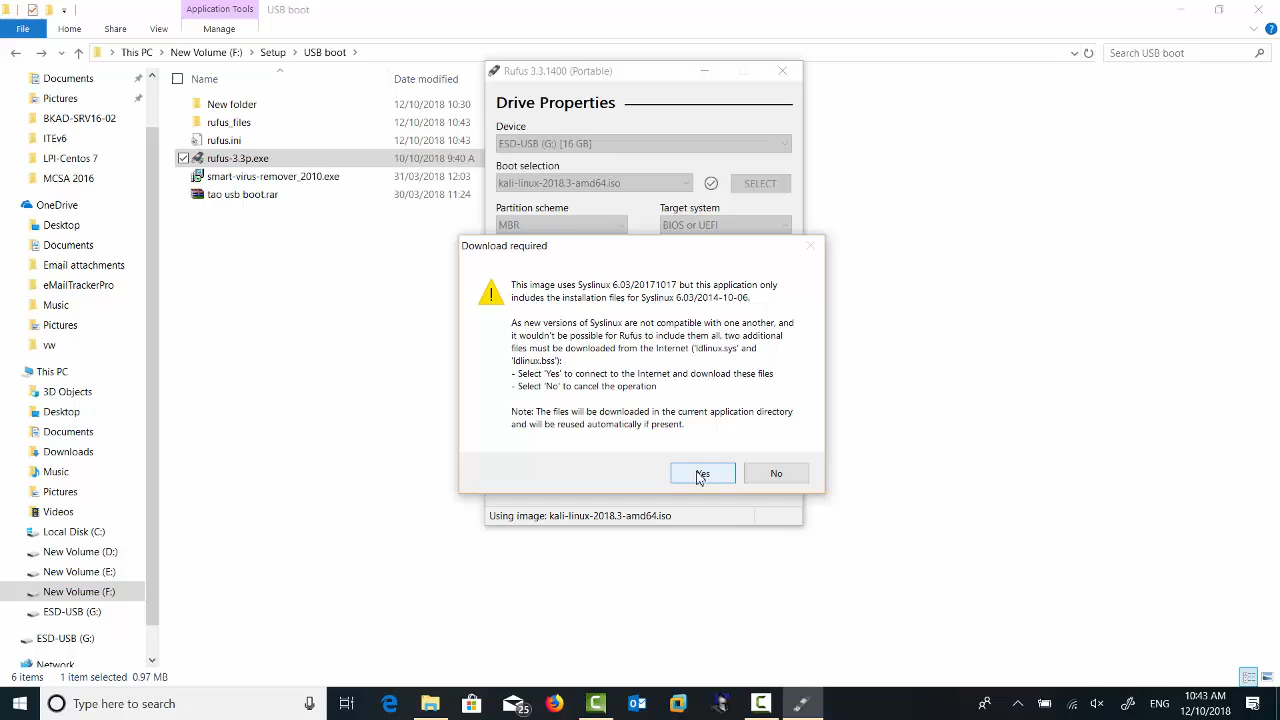 Application Tools
USB boot
File
Home
Share
View
Manage
This PC
New Volume (F:)
Setup
USB boot
Search USB boot
Documents
Pictures
BKAD-SRV16-02
ITEv6
LPI-Centos 7
MCSA 2016
OneDrive
Desktop
Documents
Email attachments
eMailTrackerPro
Music
Pictures
vw
This PC
3D Objects
Desktop
Documents
Downloads
Music
Pictures
Videos
Local Disk (C:)
New Volume (D:)
New Volume (E:)
New Volume (F:)
ESD-USB (G:)
ESD-USB (G:)
Network
Name
Date modified
New folder
12/10/2018 10:30
rufus_files
12/10/2018 10:43
rufus.ini
12/10/2018 10:43
rufus-3.3p.exe
10/10/2018 9:40 A
smart-virus-remover_2010.exe
31/03/2018 12:03
tao usb boot.rar
30/03/2018 11:24
Rufus 3.3.1400 (Portable)
Drive Properties
Device
ESD-USB (G:) [16 GB]
Boot selection
kali-linux-2018.3-amd64.iso
SELECT
Partition scheme
Target system
MBR
BIOS or UEFI
Download required
This image uses Syslinux 6.03/20171017 but this application only
includes the installation files for Syslinux 6.03/2014-10-06.
As new versions of Syslinux are not compatible with one another, and
it wouldn't be possible for Rufus to include them all, two additional
files must be downloaded from the Internet ('ldlinux.sys' and
'ldlinux.bss'):
- Select 'Yes' to connect to the Internet and download these files
- Select 'No' to cancel the operation
Note: The files will be downloaded in the current application directory
and will be reused automatically if present.
Yes
No
Using image: kali-linux-2018.3-amd64.iso
6 items
1 item selected
0.97 MB
Type here to search
25
ENG
10:43 AM
12/10/2018